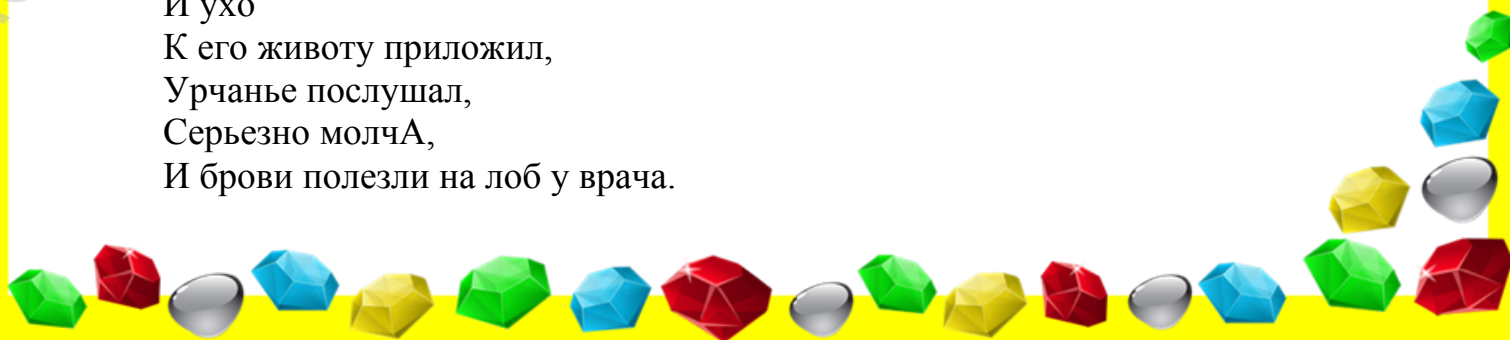 И ухо
К его животу приложил,
Урчанье послушал,
Серьезно молчА,
И брови полезли на лоб у врача.